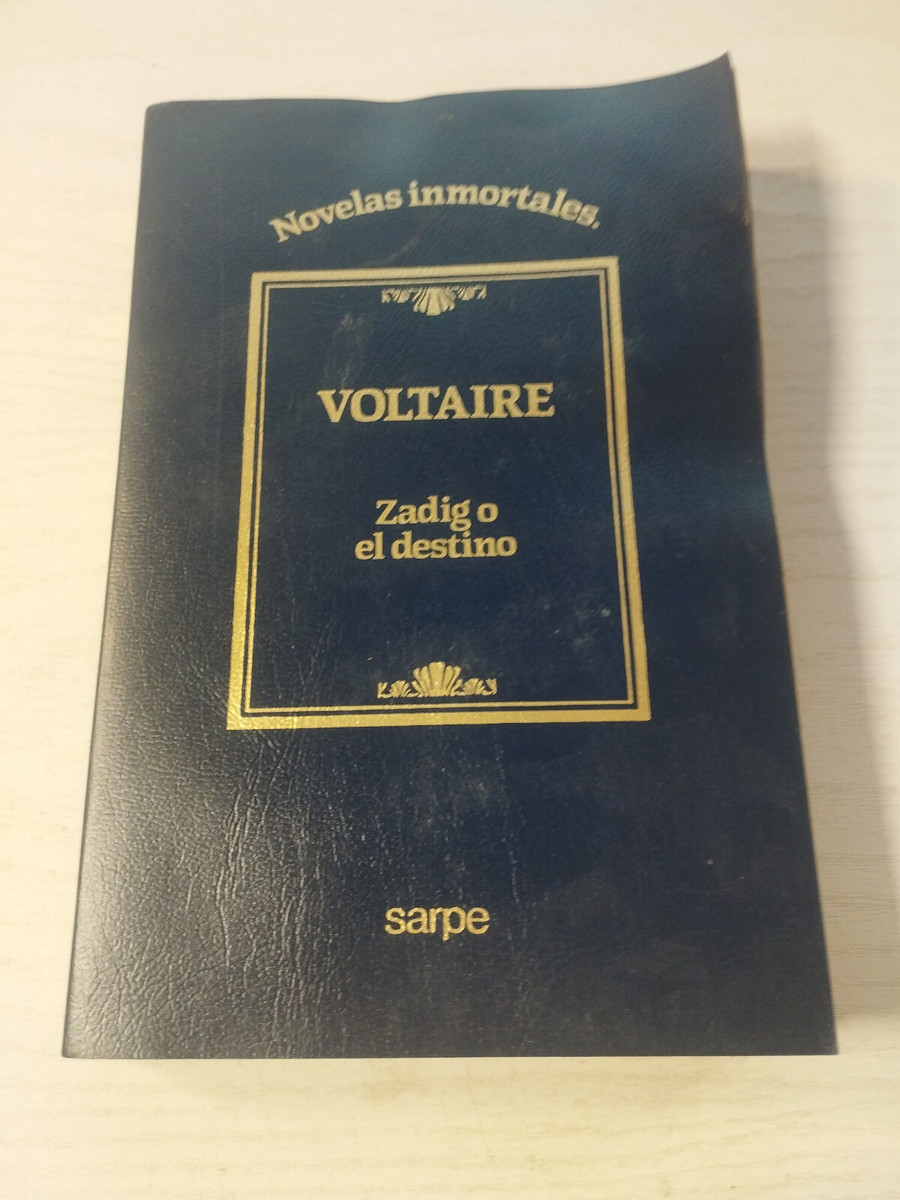 Novelas inmortales.
VOLTAIRE
Zadig o
el destino
sarpe